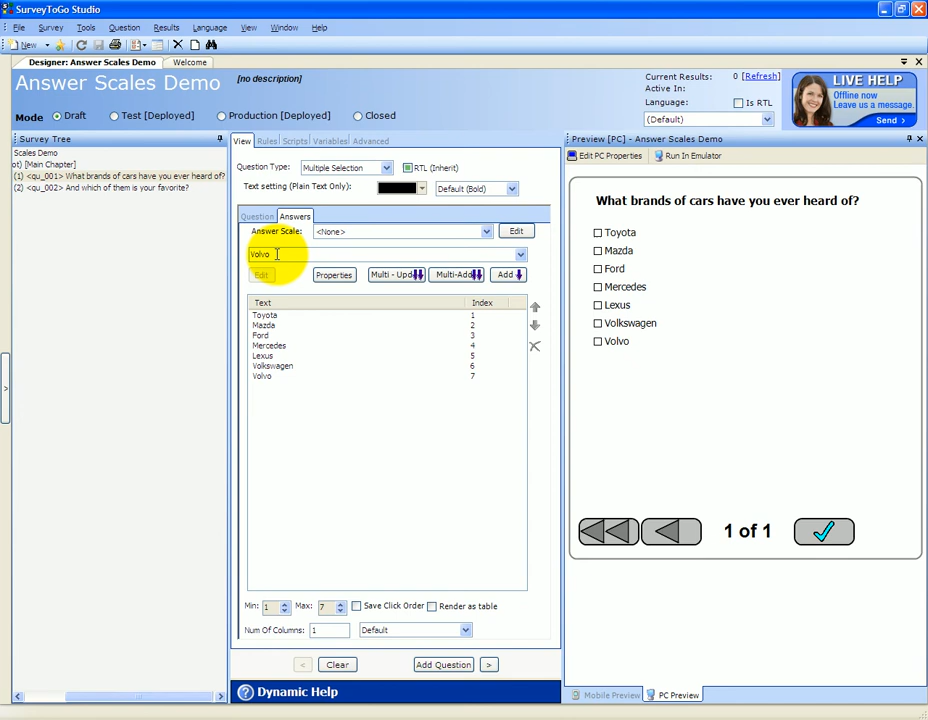 SurveyToGo Studio
File Survey Tools Question Results Language View Window Help
New
Designer: Answer Scales Demo Welcome
Answer Scales Demo [no description]
Current Results: 0 [Refresh]
Active In:
Language: Is RTL
(Default)
LIVE HELP
Offline now
Leave us a message.
Send >
Mode Draft Test [Deployed] Production [Deployed] Closed
Survey Tree
Scales Demo
ot) [Main Chapter]
(1) <qu_001> What brands of cars have you ever heard of?
(2) <qu_002> And which of them is your favorite?
View Rules Scripts Variables Advanced
Question Type: Multiple Selection RTL (Inherit)
Text setting (Plain Text Only): Default (Bold)
Question Answers
Answer Scale: <None> Edit
Volvo
Edit Properties Multi - Upd Multi-Add Add
Text Index
Toyota 1
Mazda 2
Ford 3
Mercedes 4
Lexus 5
Volkswagen 6
Volvo 7
Min: 1 Max: 7 Save Click Order Render as table
Num Of Columns: 1 Default
< Clear Add Question >
Dynamic Help
Preview [PC] - Answer Scales Demo
Edit PC Properties Run In Emulator
What brands of cars have you ever heard of?
Toyota
Mazda
Ford
Mercedes
Lexus
Volkswagen
Volvo
1 of 1
Mobile Preview PC Preview